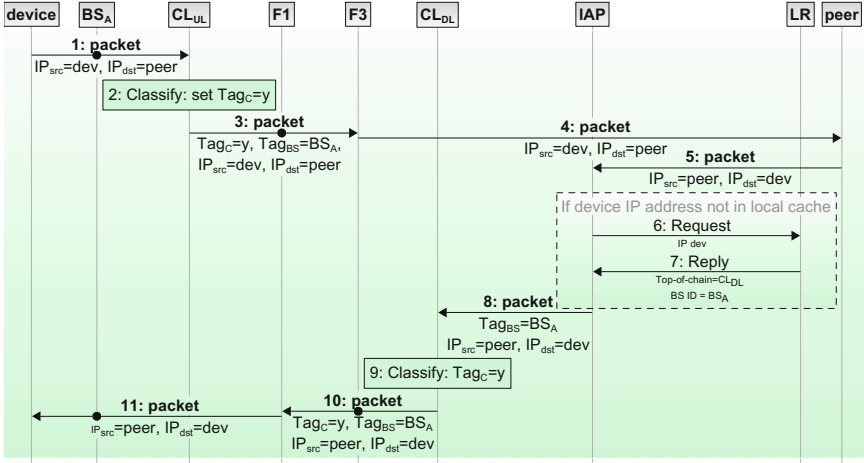 device BS_A CL_UL F1 F3 CL_DL IAP LR peer
1: packet
IP_src=dev, IP_dst=peer
2: Classify: set Tag_C=y
3: packet
Tag_C=y, Tag_BS=BS_A,
IP_src=dev, IP_dst=peer
4: packet
IP_src=dev, IP_dst=peer
5: packet
IP_src=peer, IP_dst=dev
If device IP address not in local cache
6: Request
IP dev
7: Reply
Top-of-chain=CL_DL
BS ID = BS_A
8: packet
Tag_BS=BS_A
IP_src=peer, IP_dst=dev
9: Classify: Tag_C=y
10: packet
Tag_C=y, Tag_BS=BS_A
IP_src=peer, IP_dst=dev
11: packet
IP_src=peer, IP_dst=dev